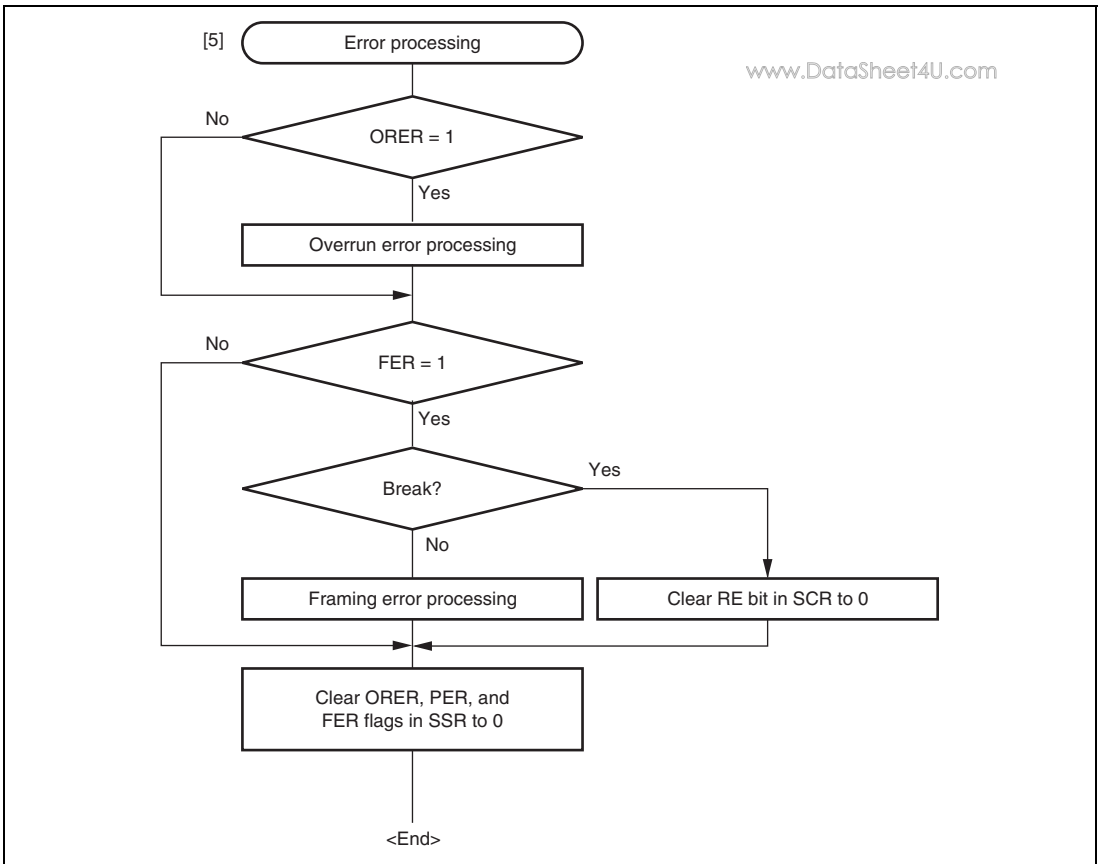 [5]
Error processing
www.DataSheet4U.com
No
ORER = 1
Yes
Overrun error processing
No
FER = 1
Yes
Break?
Yes
No
Framing error processing
Clear RE bit in SCR to 0
Clear ORER, PER, and
FER flags in SSR to 0
<End>